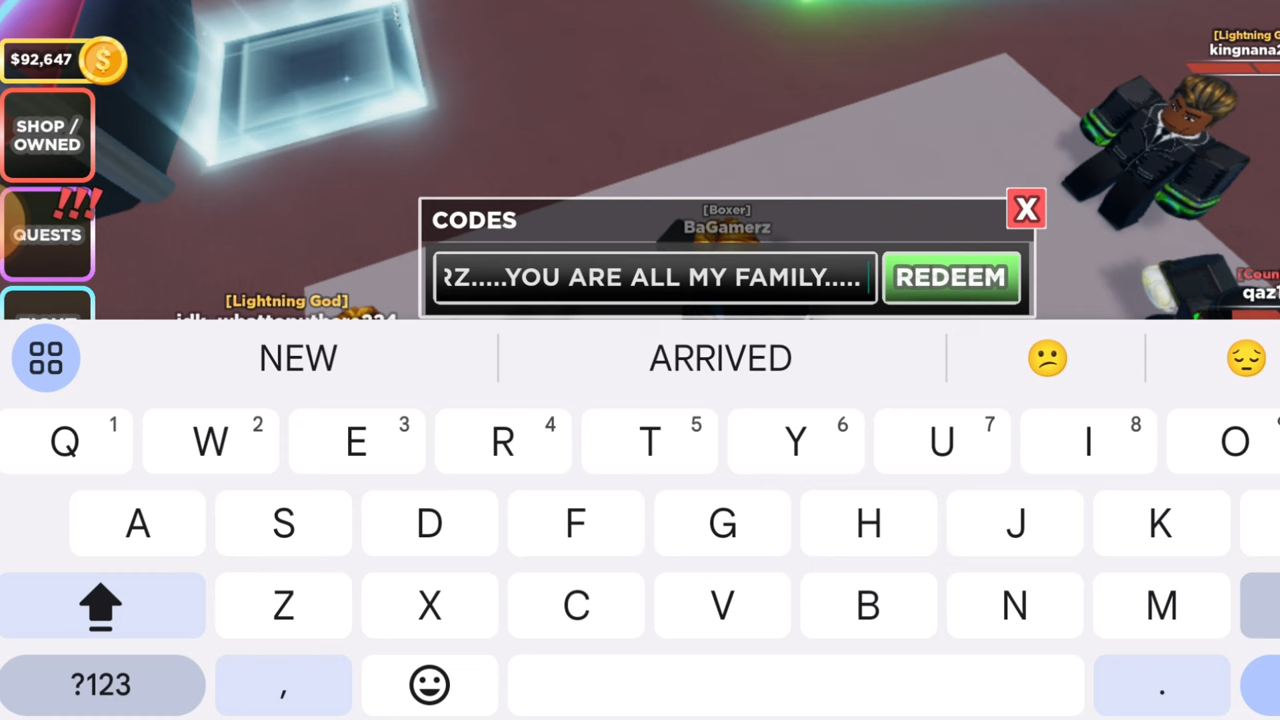 $92,647
SHOP /
OWNED
!!!
QUESTS
[Lightning G
kingnana2
CODES
X
[Boxer]
BaGamerz
RZ.....YOU ARE ALL MY FAMILY.....
REDEEM
[Lightning God]
[Coun
qaz1
NEW
ARRIVED
Q 1 W 2 E 3 R 4 T 5 Y 6 U 7 I 8 O
A S D F G H J K
Z X C V B N M
?123 , .